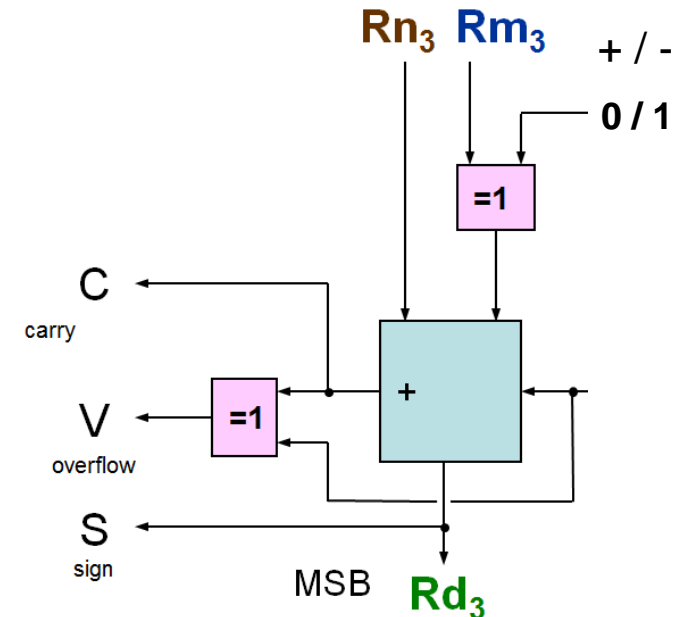 Rn3 Rm3
+ / -
0 / 1
=1
C
carry
+
=1
V
overflow
S
sign
MSB
Rd3